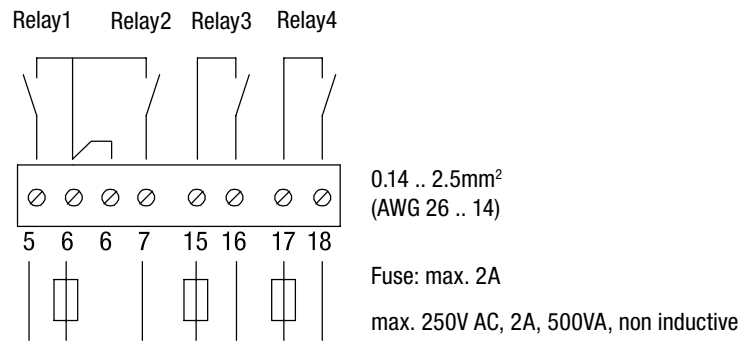 Relay1 Relay2 Relay3 Relay4
0.14 .. 2.5mm²
(AWG 26 .. 14)
5 6 6 7 15 16 17 18
Fuse: max. 2A
max. 250V AC, 2A, 500VA, non inductive